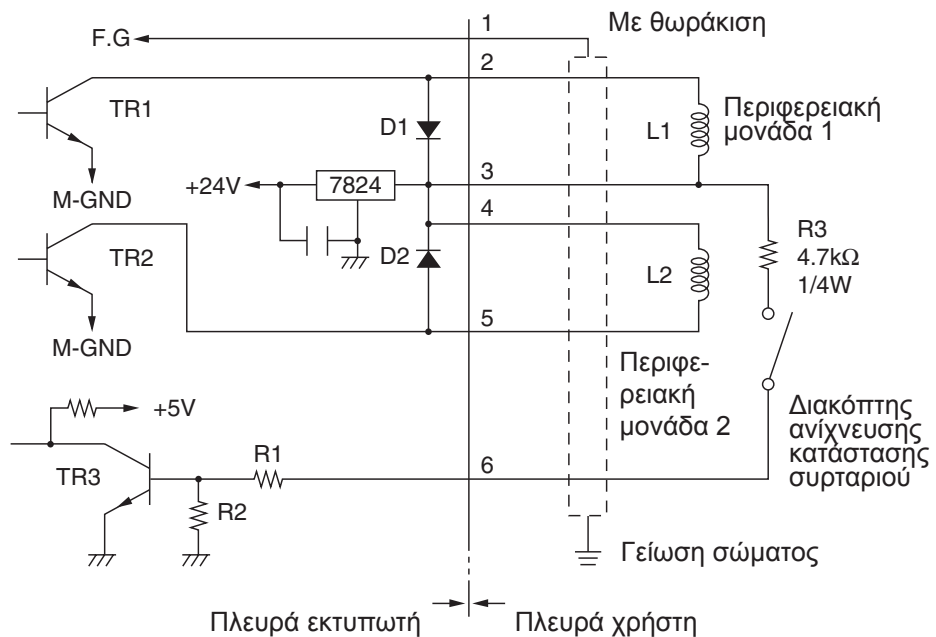 1
Με θωράκιση
F.G
2
TR1
D1
L1
Περιφερειακή
μονάδα 1
+24V
7824
3
M-GND
4
R3
4.7kΩ
1/4W
TR2
D2
L2
5
M-GND
Περιφε-
ρειακή
μονάδα 2
+5V
Διακόπτης
ανίχνευσης
κατάστασης
συρταριού
R1
6
TR3
R2
Γείωση σώματος
Πλευρά εκτυπωτή
Πλευρά χρήστη